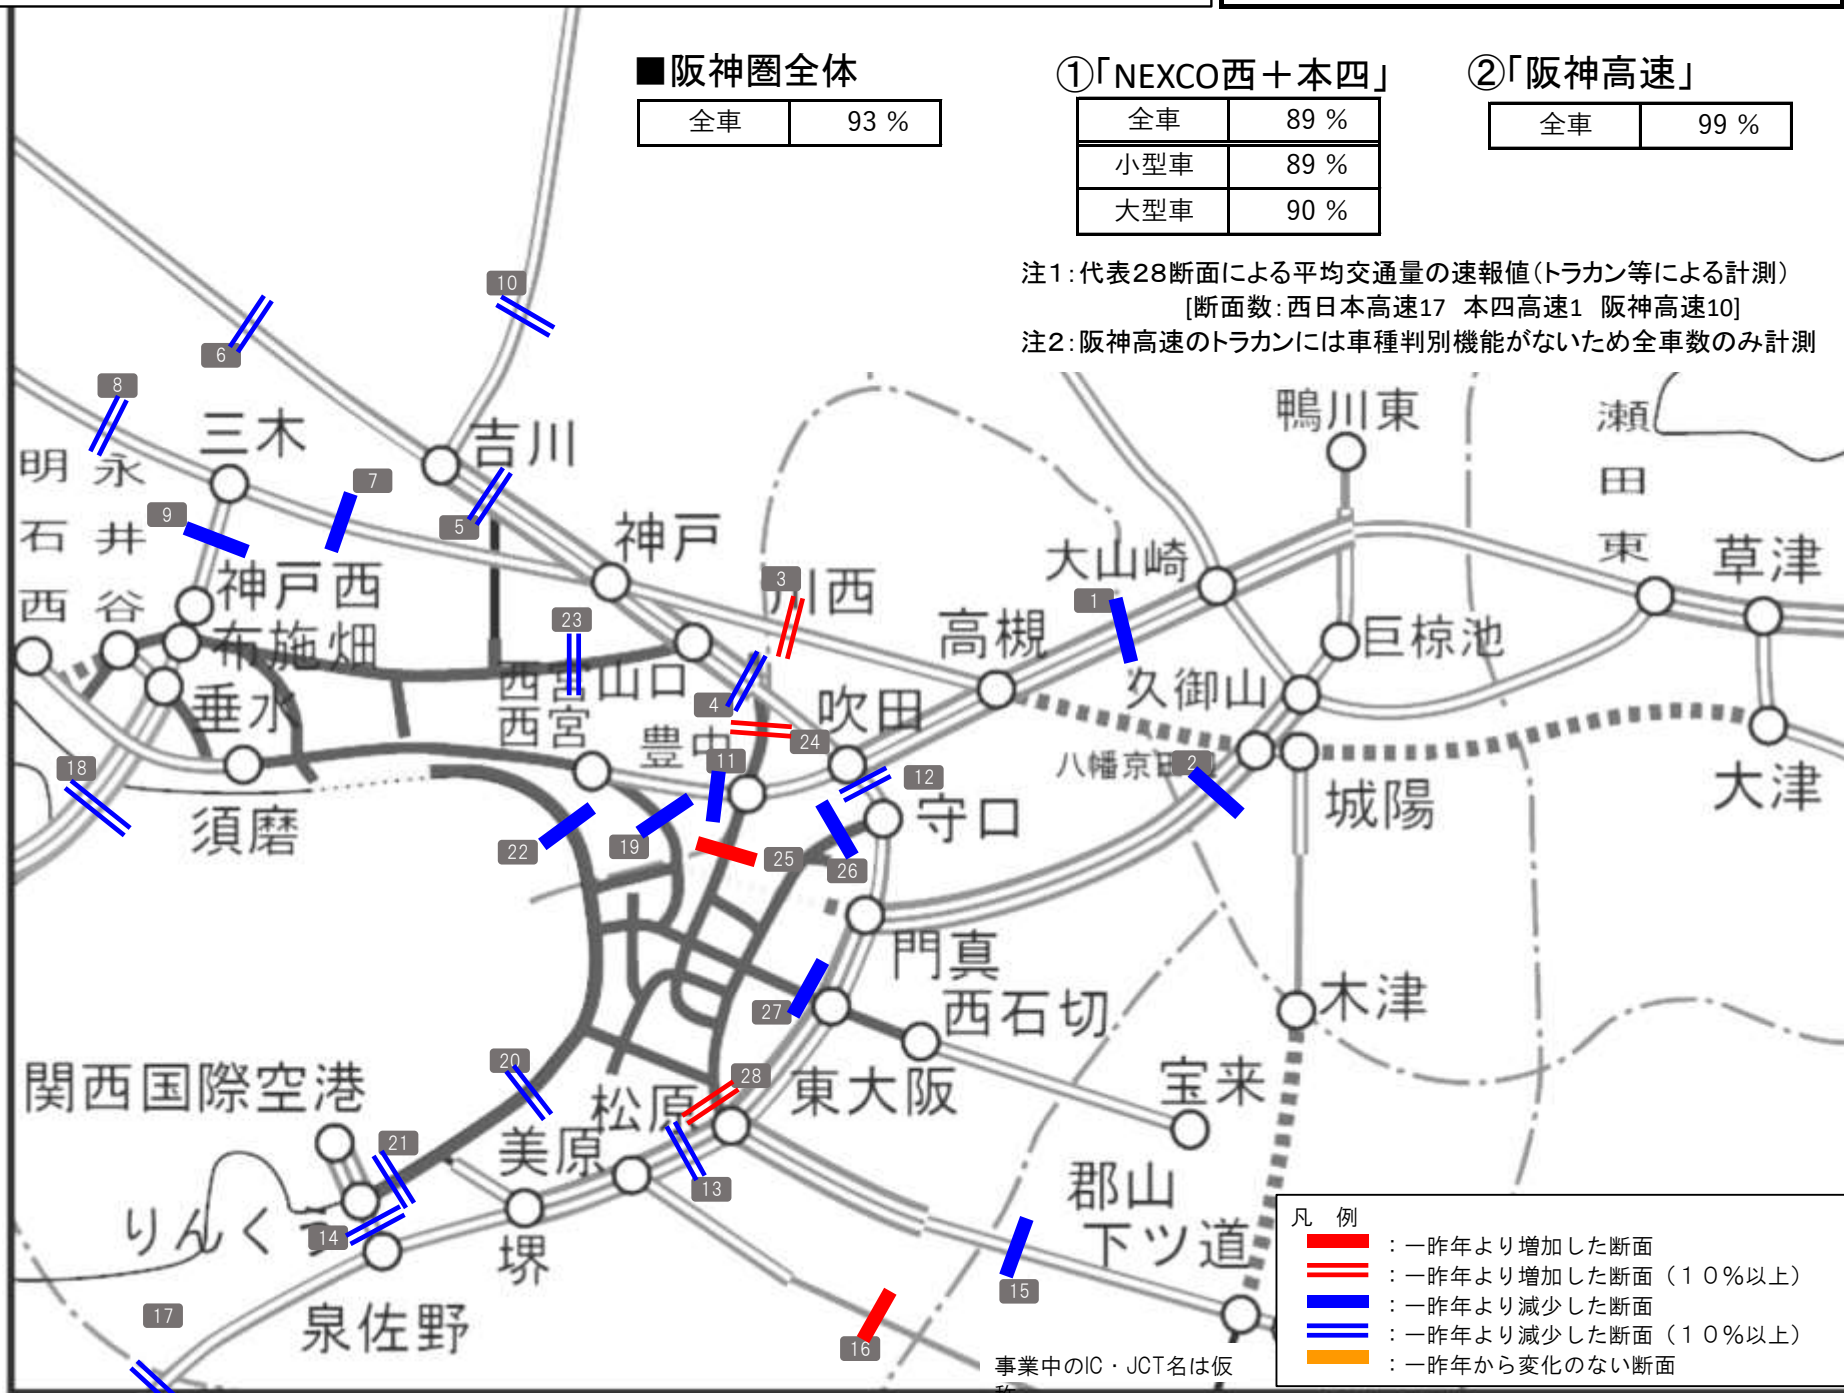 ■阪神圏全体
全車 93 %
①「NEXCO西＋本四」
全車 89 %
小型車 89 %
大型車 90 %
②「阪神高速」
全車 99 %
注1：代表28断面による平均交通量の速報値（トラカン等による計測）
[断面数：西日本高速17 本四高速1 阪神高速10]
注2：阪神高速のトラカンには車種判別機能がないため全車数のみ計測
10
6
8
三木
吉川
鴨川東
瀬田東
明石西
永井谷
7
9
5
神戸
大山崎
草津
神戸西
3
川西
1
布施畑
23
高槻
巨椋池
西宮山口
久御山
垂水
西宮
4
吹田
豊中
24
18
11
12
八幡京田
2
大津
須磨
守口
城陽
22
19
25
26
門真
27
西石切
木津
関西国際空港
20
松原
28
東大阪
宝来
21
美原
13
郡山
下ツ道
りんくう
14
堺
15
17
泉佐野
16
事業中のIC・JCT名は仮
称
凡 例
：一昨年より増加した断面
：一昨年より増加した断面（１０％以上）
：一昨年より減少した断面
：一昨年より減少した断面（１０％以上）
：一昨年から変化のない断面